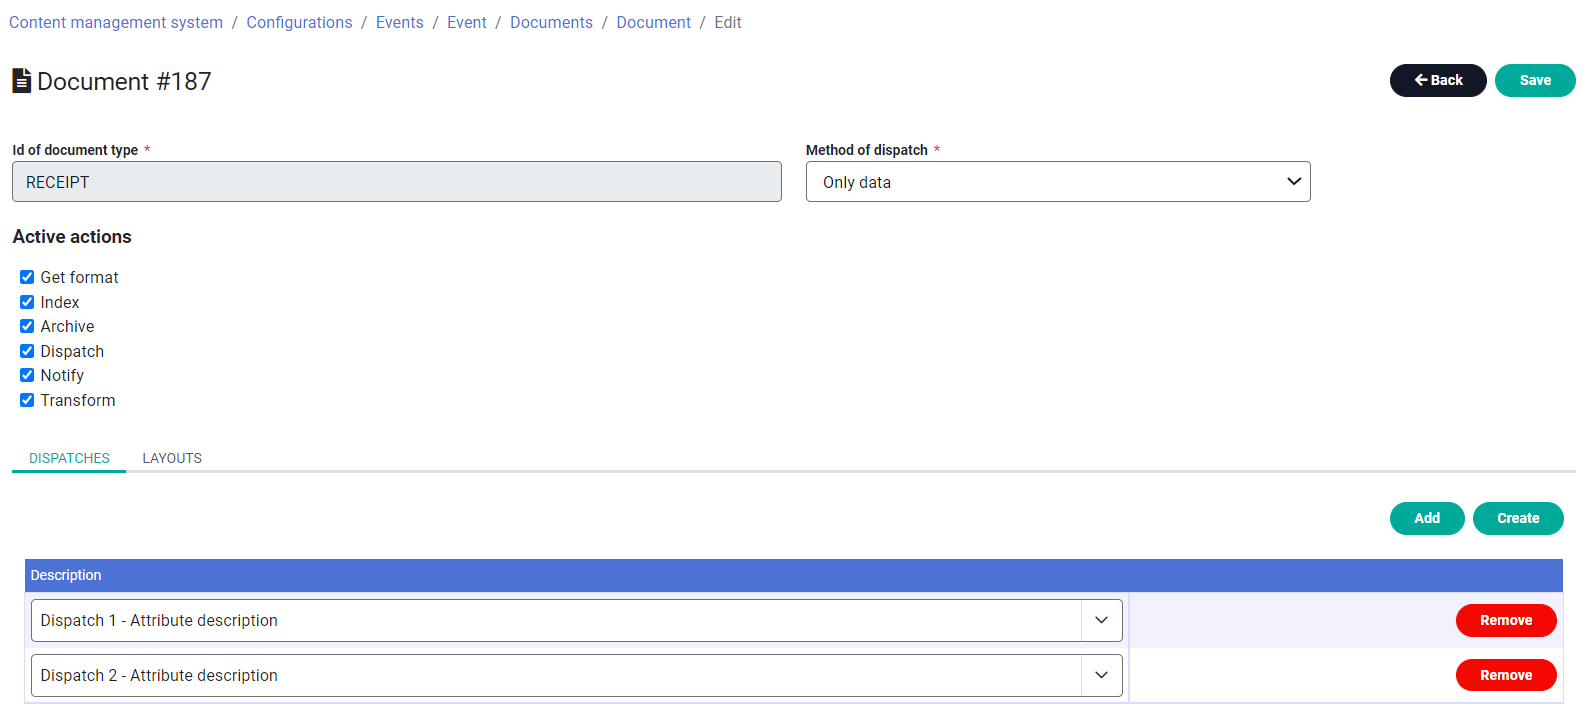 Content management system / Configurations / Events / Event / Documents / Document / Edit
Document #187
Back
Save
Id of document type *
Method of dispatch *
RECEIPT
Only data
Active actions
Get format
Index
Archive
Dispatch
Notify
Transform
DISPATCHES
LAYOUTS
Add
Create
Description
Dispatch 1 - Attribute description
Remove
Dispatch 2 - Attribute description
Remove